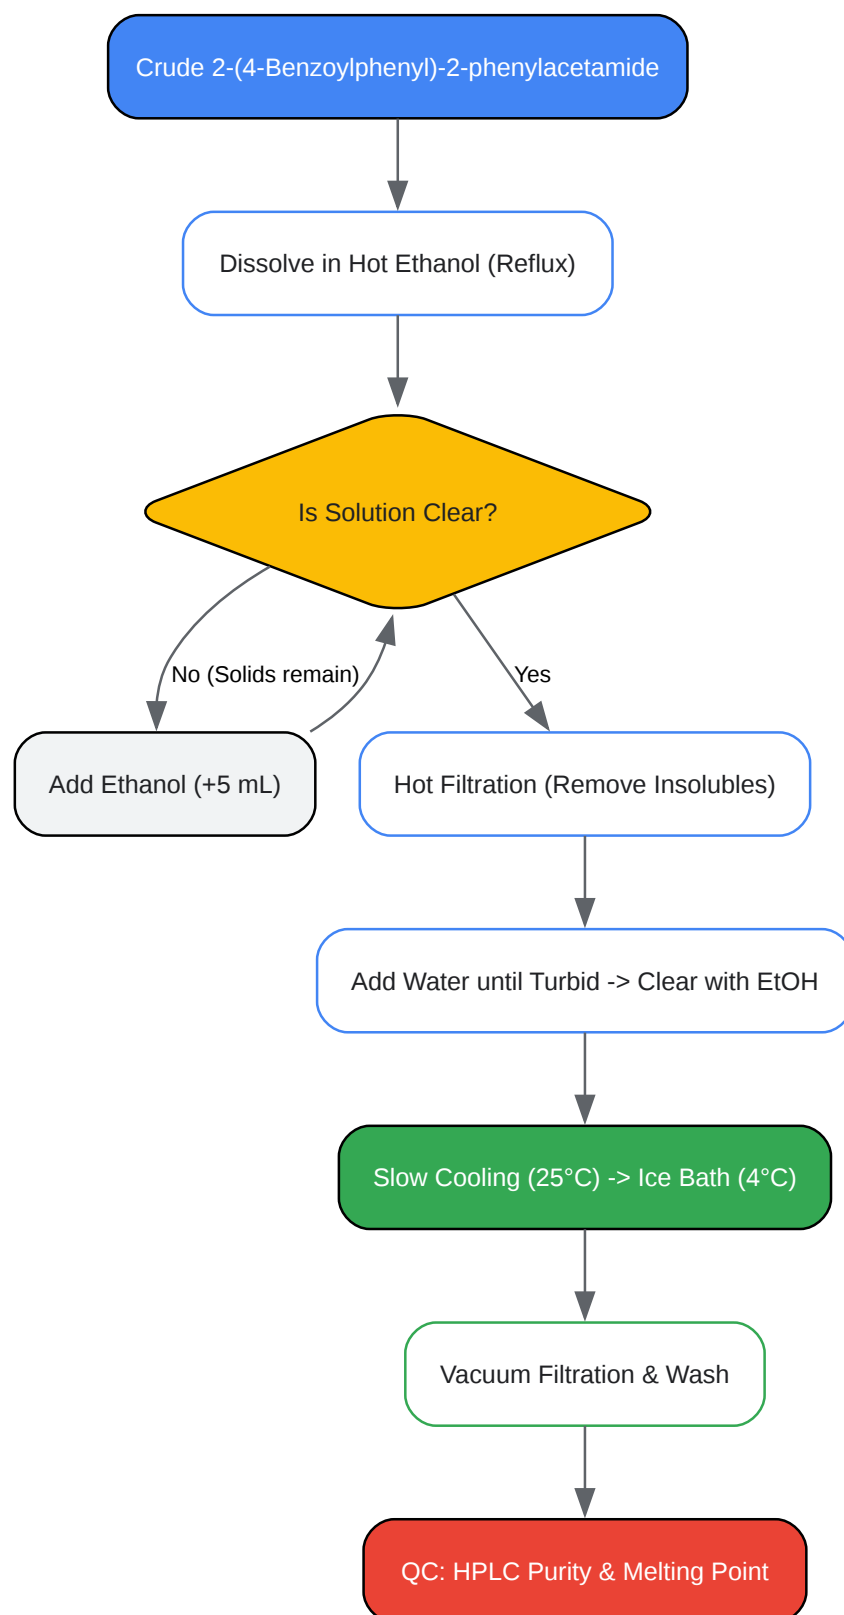 Crude 2-(4-Benzoylphenyl)-2-phenylacetamide
Dissolve in Hot Ethanol (Reflux)
Is Solution Clear?
No (Solids remain)
Yes
Add Ethanol (+5 mL)
Hot Filtration (Remove Insolubles)
Add Water until Turbid -> Clear with EtOH
Slow Cooling (25°C) -> Ice Bath (4°C)
Vacuum Filtration & Wash
QC: HPLC Purity & Melting Point